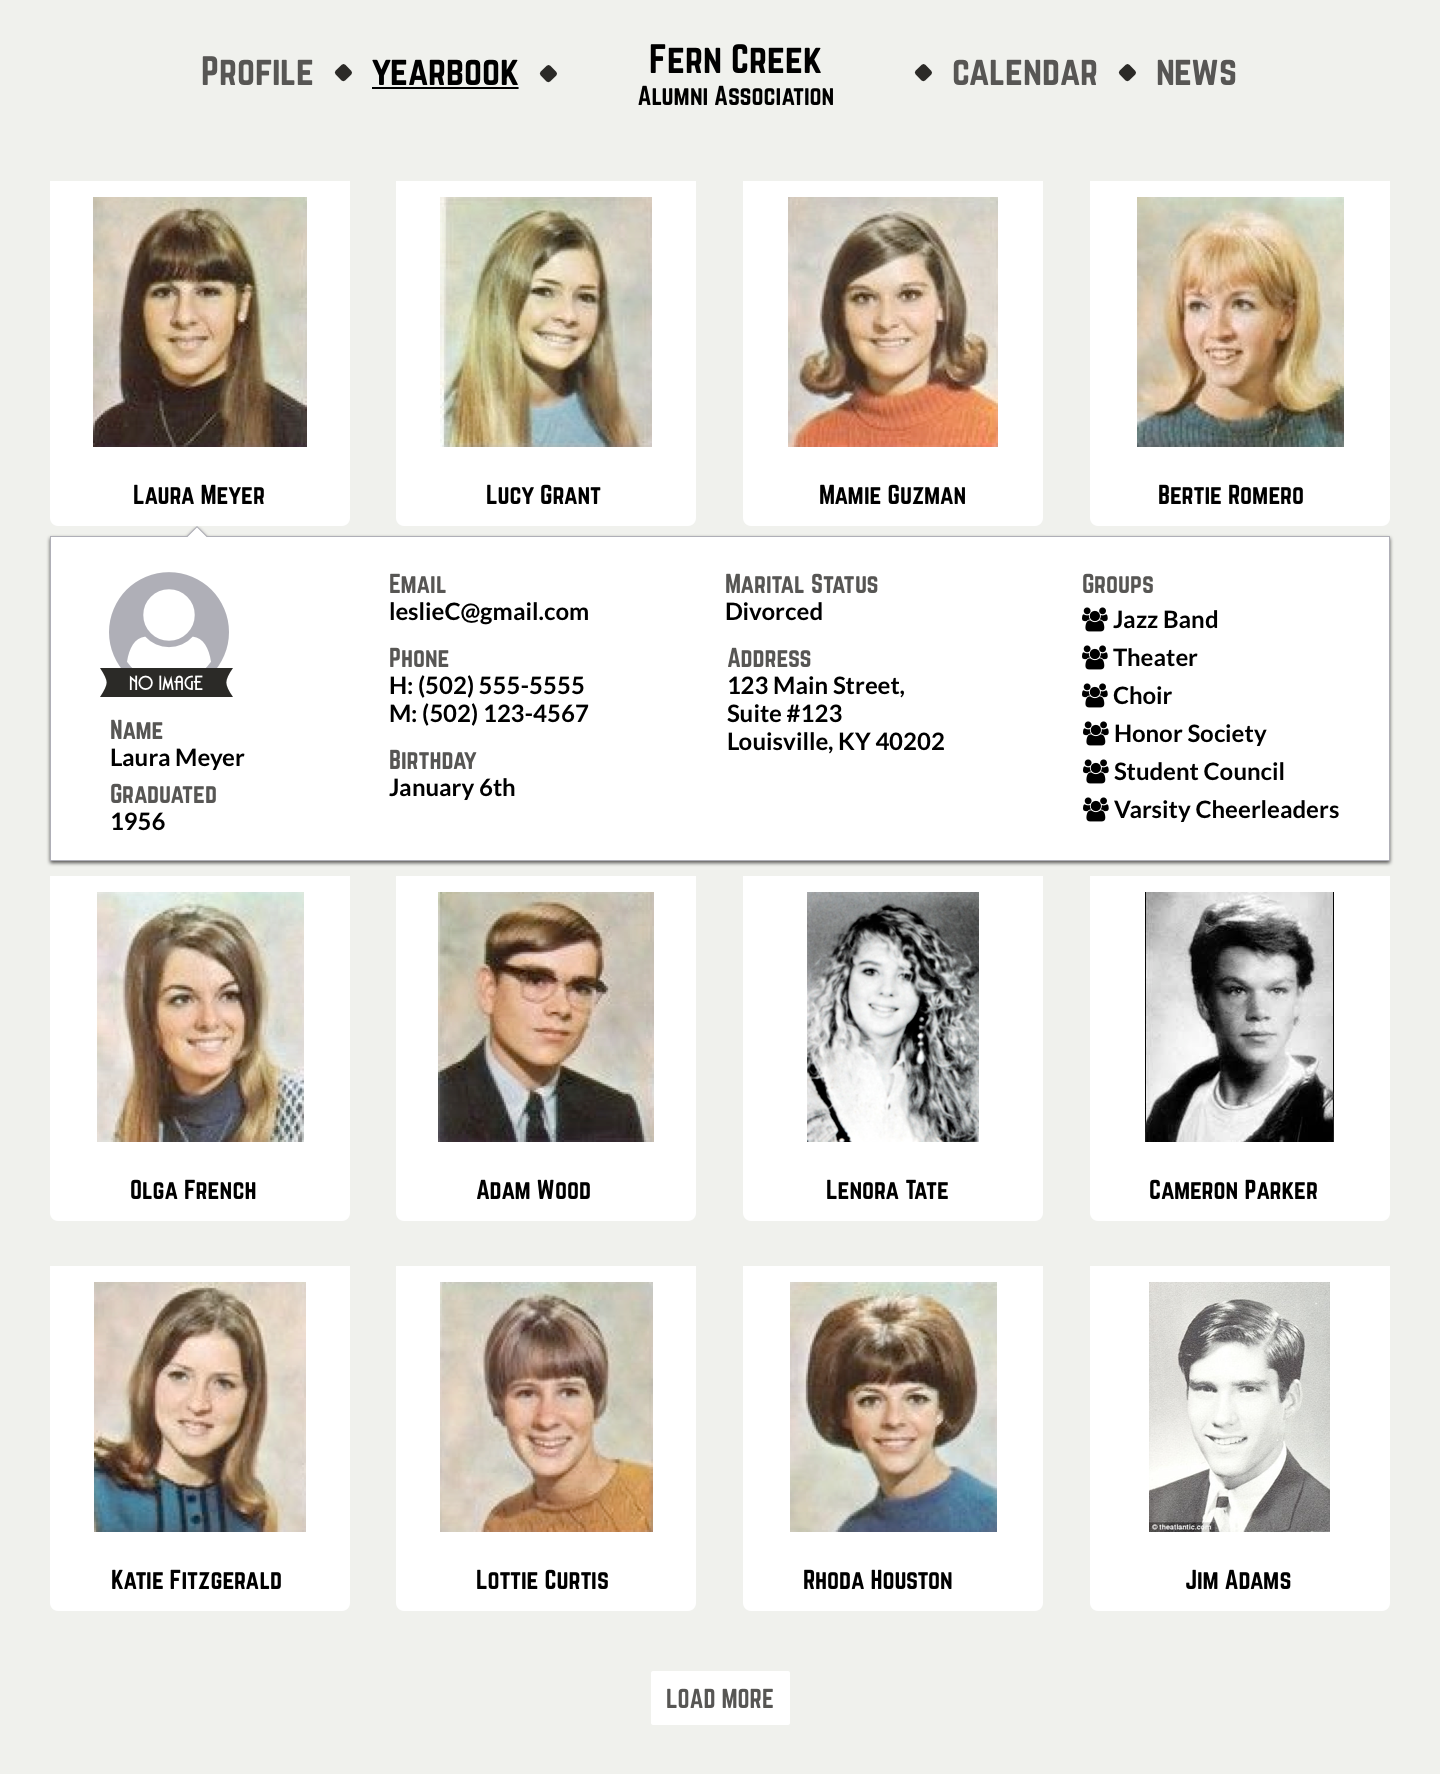 Profile
YEARBOOK
Fern Creek
Alumni Association
CALENDAR
NEWS
Laura Meyer
Lucy Grant
Mamie Guzman
Bertie Romero
NO IMAGE
Name
Laura Meyer
Graduated
1956
Email
leslieC@gmail.com
Phone
H: (502) 555-5555
M: (502) 123-4567
Birthday
January 6th
Marital Status
Divorced
Address
123 Main Street,
Suite #123
Louisville, KY 40202
Groups
Jazz Band
Theater
Choir
Honor Society
Student Council
Varsity Cheerleaders
Olga French
Adam Wood
Lenora Tate
Cameron Parker
Katie Fitzgerald
Lottie Curtis
Rhoda Houston
© theatlantic.com
Jim Adams
LOAD MORE